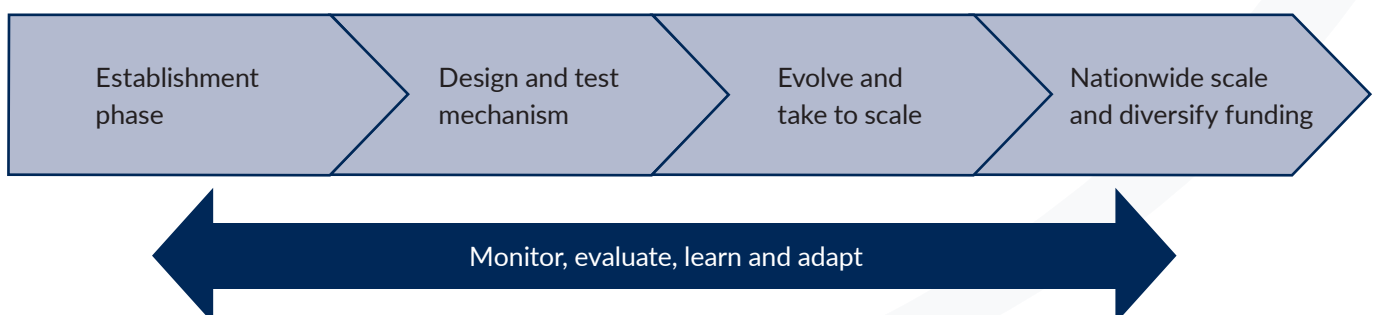 Establishment
phase
Design and test
mechanism
Evolve and
take to scale
Nationwide scale
and diversify funding
Monitor, evaluate, learn and adapt